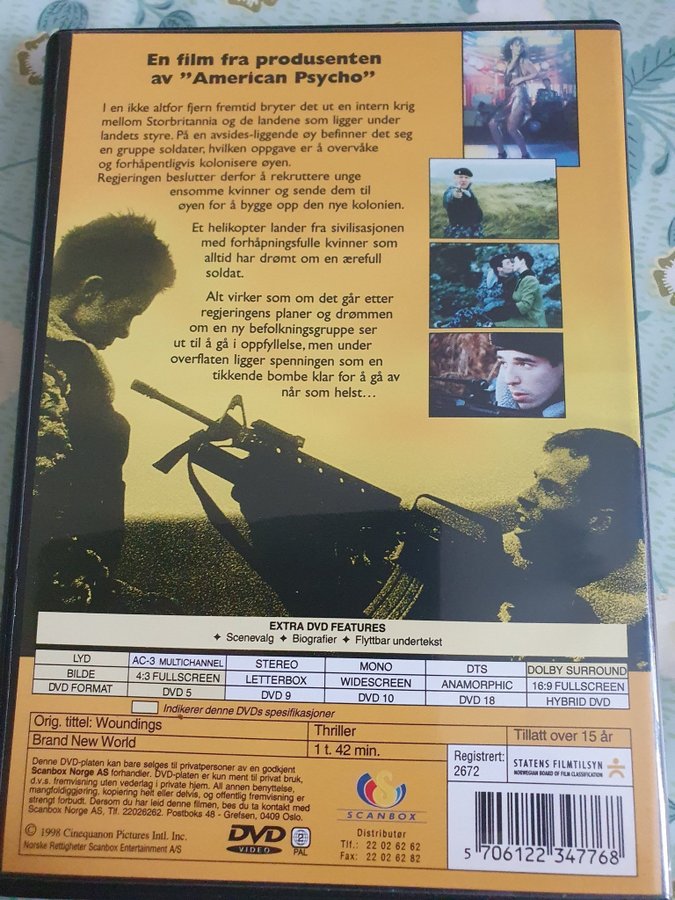 En film fra produsenten
av ”American Psycho”
I en ikke altfor fjern fremtid bryter det ut en intern krig
mellom Storbritannia og de landene som ligger under
landets styre. På en avsides-liggende øy befinner det seg
en gruppe soldater, hvilken oppgave er å overvåke
og forhåpentligvis kolonisere øyen.
Regjeringen beslutter derfor å rekruttere unge
ensomme kvinner og sende dem til
øyen for å bygge opp den nye kolonien.
Et helikopter lander fra sivilisasjonen
med forhåpningsfulle kvinner som
alltid har drømt om en ærefull
soldat.
Alt virker som om det går etter
regjeringens planer og drømmen
om en ny befolkningsgruppe ser
ut til å gå i oppfyllelse, men under
overflaten ligger spenningen som en
tikkende bombe klar for å gå av
når som helst...
EXTRA DVD FEATURES
✦ Scenevalg ✦ Biografier ✦ Flyttbar undertekst
LYD AC-3 MULTICHANNEL STEREO MONO DTS DOLBY SURROUND
BILDE 4:3 FULLSCREEN LETTERBOX WIDESCREEN ANAMORPHIC 16:9 FULLSCREEN
DVD FORMAT DVD 5 DVD 9 DVD 10 DVD 18 HYBRID DVD
Indikerer denne DVDs spesifikasjoner
Orig. tittel: Woundings Thriller Tillatt over 15 år
Brand New World 1 t. 42 min.
Registrert:
2672
STATENS FILMTILSYN
NORWEGIAN BOARD OF FILM CLASSIFICATION
Denne DVD-platen kan bare selges til privatpersoner av en godkjent
Scanbox Norge AS forhandler. DVD-platen er kun ment til privat bruk,
d.v.s. fremvisning uten vederlag i private hjem. All annen benyttelse,
mangfoldiggjøring, kopiering helt eller delvis, og offentlig fremvisning er
strengt forbudt. Dersom du har leid denne filmen, bes du ta kontakt med
Scanbox Norge AS, Tlf. 22026262. Postboks 48 - Grefsen, 0409 Oslo.
© 1998 Cinequanon Pictures Intl. Inc.
Norske Rettigheter Scanbox Entertainment A/S
DVD
VIDEO
2
PAL
S
SCANBOX
Distributør
Tlf.: 22 02 62 62
Fax: 22 02 62 82
5 706122 347768